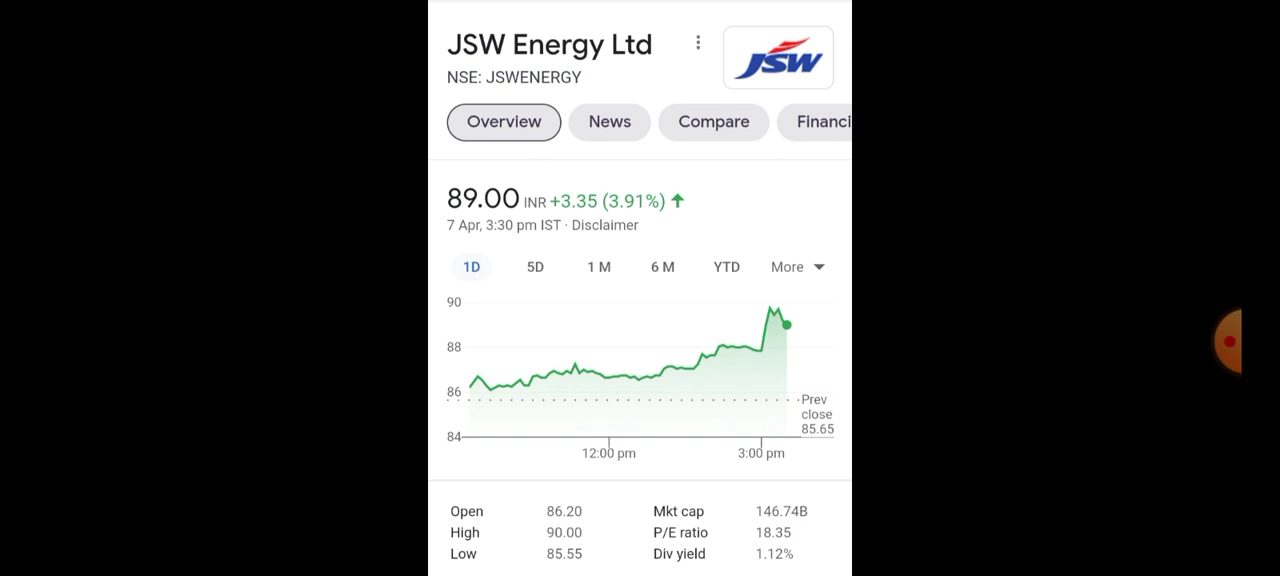 JSW Energy Ltd
JSW
NSE: JSWENERGY
Overview News Compare Financi
89.00 INR +3.35 (3.91%)
7 Apr, 3:30 pm IST · Disclaimer
1D 5D 1 M 6 M YTD More
90
88
86
Prev
close
85.65
84
12:00 pm 3:00 pm
Open 86.20 Mkt cap 146.74B
High 90.00 P/E ratio 18.35
Low 85.55 Div yield 1.12%